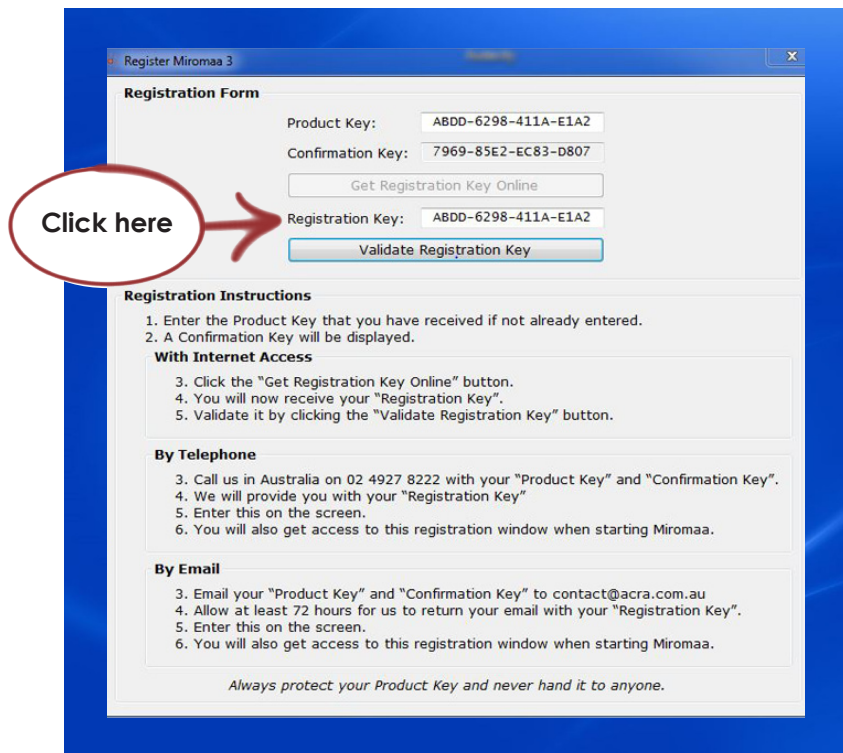 Register Miromaa 3
x
Registration Form
Product Key: ABDD-6298-411A-E1A2
Confirmation Key: 7969-85E2-EC83-D807
Get Registration Key Online
Click here
Registration Key: ABDD-6298-411A-E1A2
Validate Registration Key
Registration Instructions
1. Enter the Product Key that you have received if not already entered.
2. A Confirmation Key will be displayed.
With Internet Access
3. Click the “Get Registration Key Online” button.
4. You will now receive your “Registration Key”.
5. Validate it by clicking the “Validate Registration Key” button.
By Telephone
3. Call us in Australia on 02 4927 8222 with your “Product Key” and “Confirmation Key”.
4. We will provide you with your “Registration Key”
5. Enter this on the screen.
6. You will also get access to this registration window when starting Miromaa.
By Email
3. Email your “Product Key” and “Confirmation Key” to contact@acra.com.au
4. Allow at least 72 hours for us to return your email with your “Registration Key”.
5. Enter this on the screen.
6. You will also get access to this registration window when starting Miromaa.
Always protect your Product Key and never hand it to anyone.